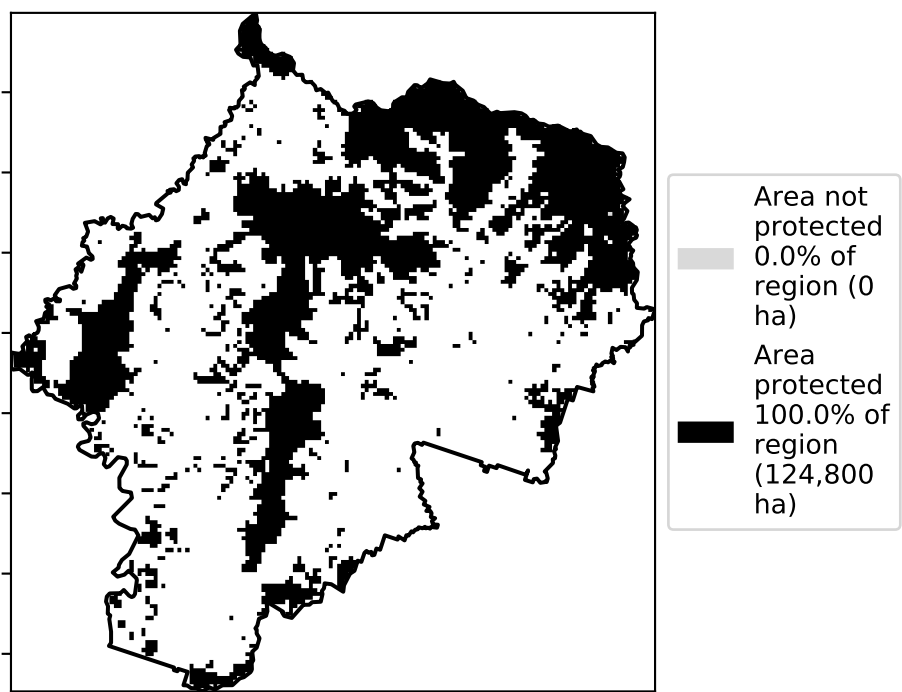 Area not
protected
0.0% of
region (0
ha)
Area
protected
100.0% of
region
(124,800
ha)